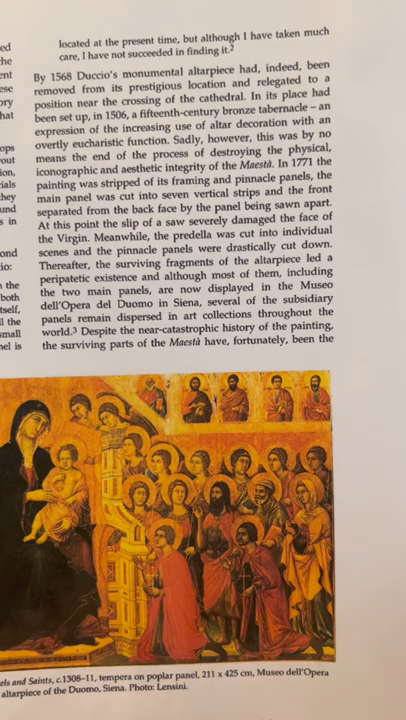 located at the present time, but although I have taken much
care, I have not succeeded in finding it.²
By 1568 Duccio's monumental altarpiece had, indeed, been
removed from its prestigious location and relegated to a
position near the crossing of the cathedral. In its place had
been set up, in 1506, a fifteenth-century bronze tabernacle – an
expression of the increasing use of altar decoration with an
overtly eucharistic function. Sadly, however, this was by no
means the end of the process of destroying the physical,
iconographic and aesthetic integrity of the Maestà. In 1771 the
painting was stripped of its framing and pinnacle panels, the
main panel was cut into seven vertical strips and the front
separated from the back face by the panel being sawn apart.
At this point the slip of a saw severely damaged the face of
the Virgin. Meanwhile, the predella was cut into individual
scenes and the pinnacle panels were drastically cut down.
Thereafter, the surviving fragments of the altarpiece led a
peripatetic existence and although most of them, including
the two main panels, are now displayed in the Museo
dell'Opera del Duomo in Siena, several of the subsidiary
panels remain dispersed in art collections throughout the
world.³ Despite the near-catastrophic history of the painting,
the surviving parts of the Maestà have, fortunately, been the
els and Saints, c.1308–11, tempera on poplar panel, 211 x 425 cm, Museo dell'Opera
altarpiece of the Duomo, Siena. Photo: Lensini.